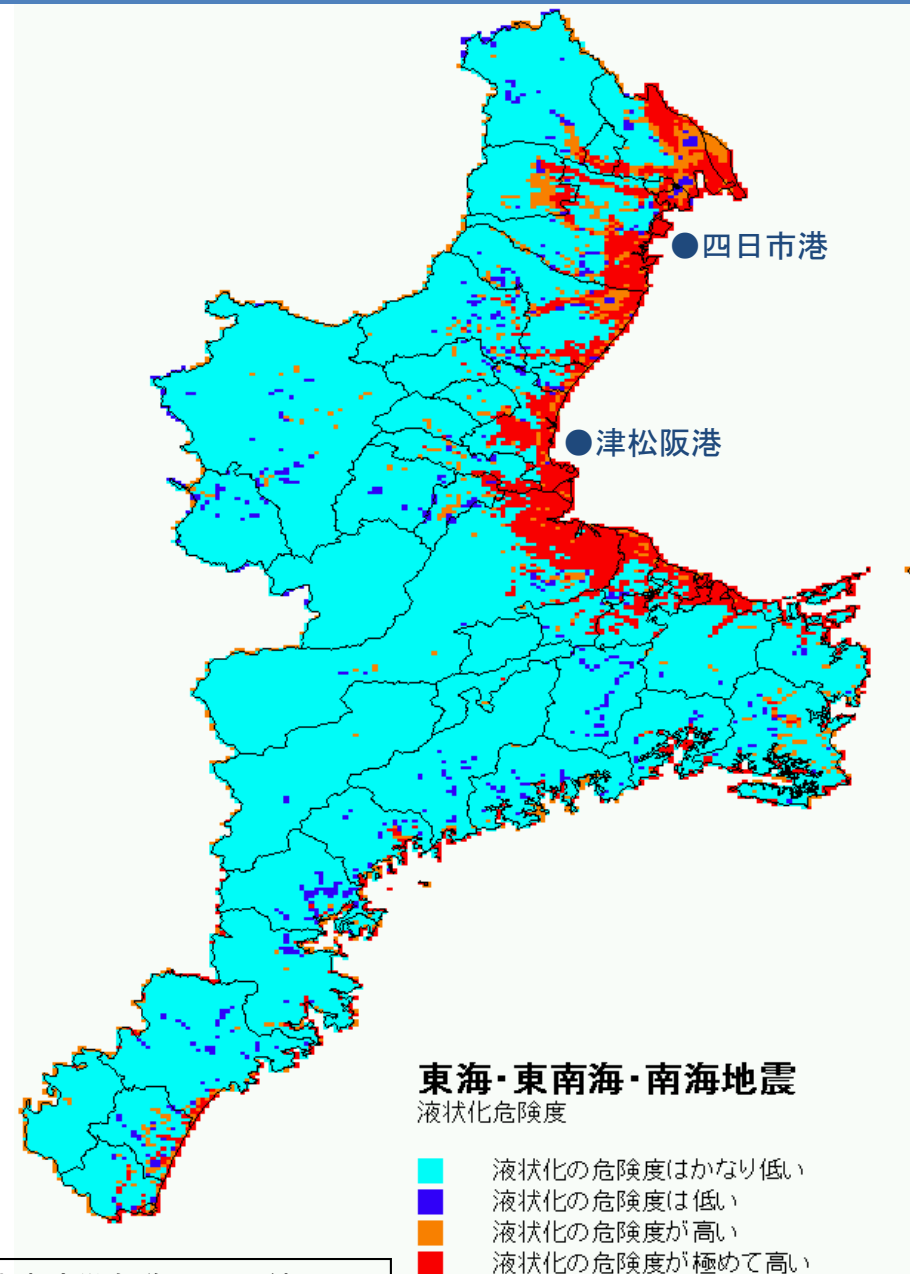 ●四日市港
●津松阪港
東海・東南海・南海地震
液状化危険度
液状化の危険度はかなり低い
液状化の危険度は低い
液状化の危険度が高い
液状化の危険度が極めて高い